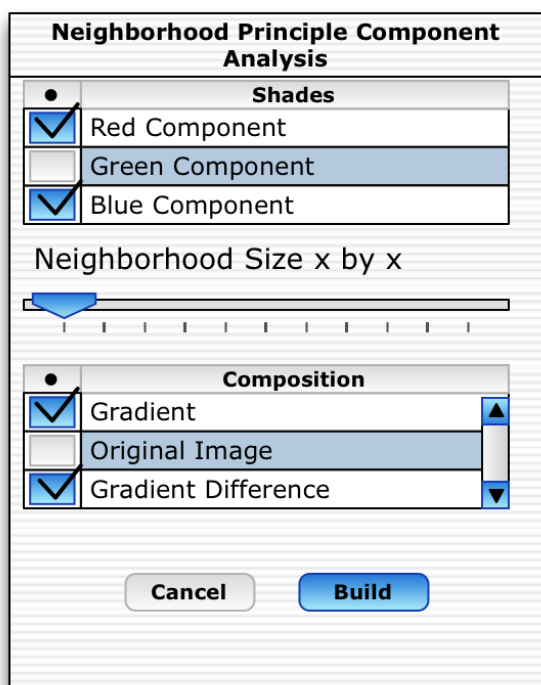 Neighborhood Principle Component
Analysis
Shades
Red Component
Green Component
Blue Component
Neighborhood Size x by x
Composition
Gradient
Original Image
Gradient Difference
Cancel
Build